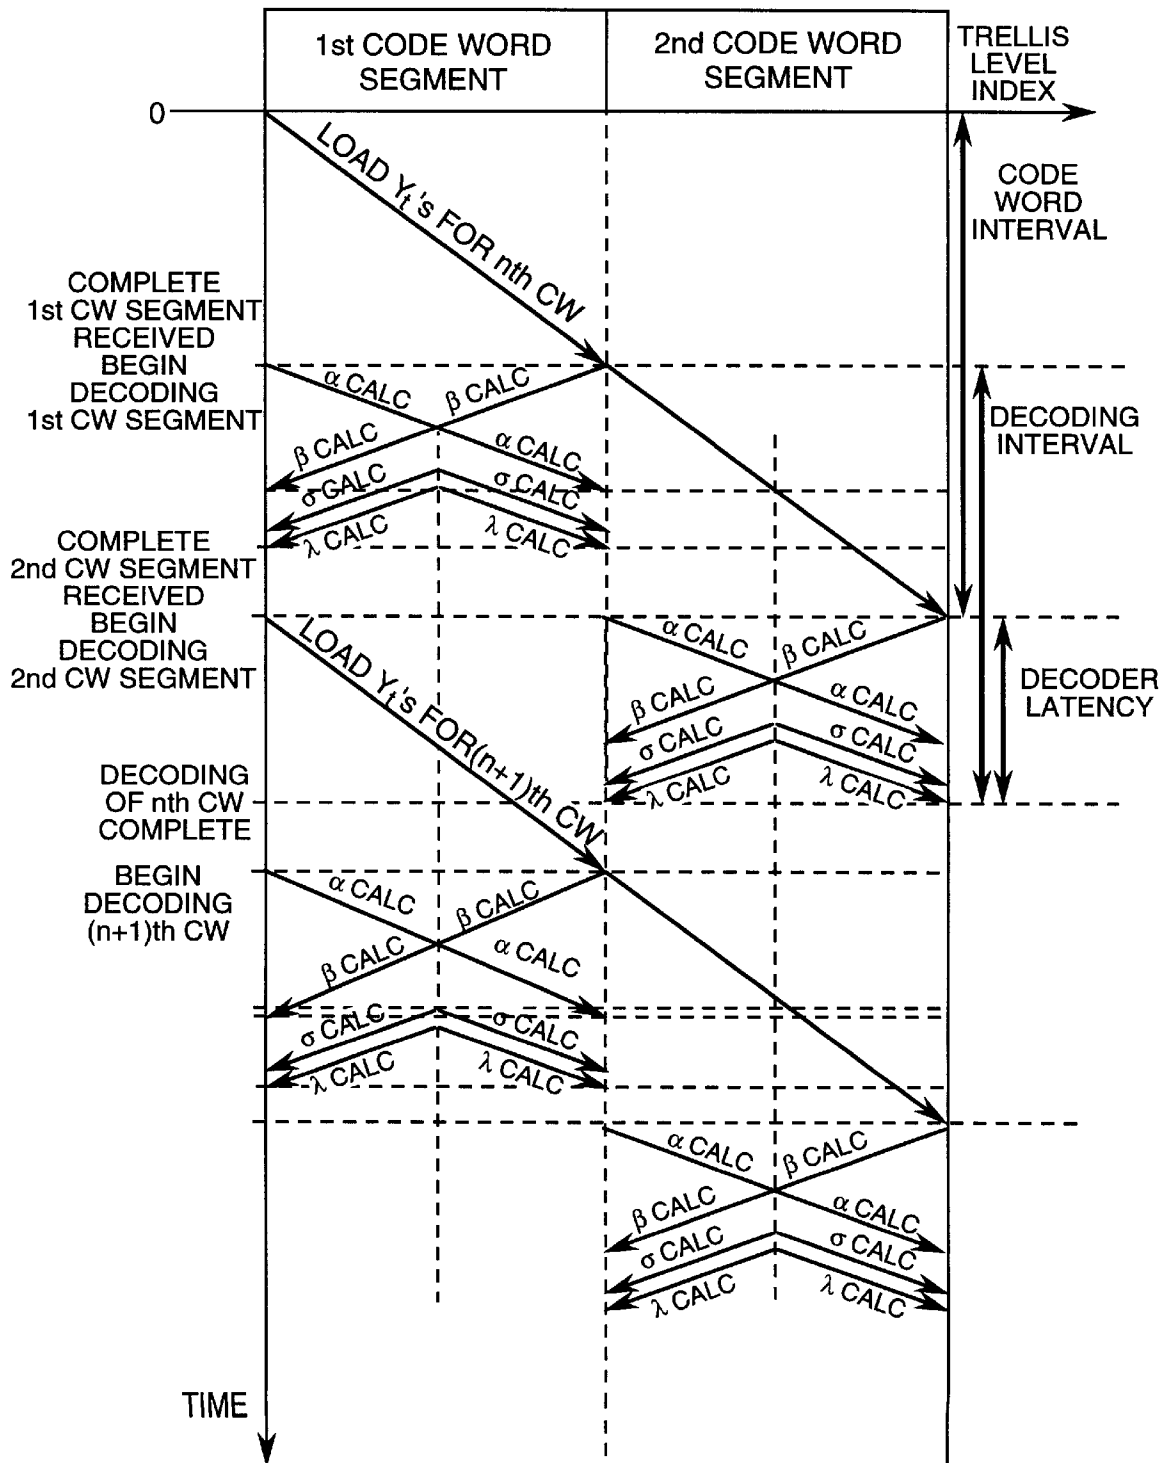 1st CODE WORD
SEGMENT
2nd CODE WORD
SEGMENT
TRELLIS
LEVEL
INDEX
0
LOAD Yt's FOR nth CW
CODE
WORD
INTERVAL
COMPLETE
1st CW SEGMENT
RECEIVED
BEGIN
DECODING
1st CW SEGMENT
α CALC
β CALC
DECODING
INTERVAL
β CALC
α CALC
σ CALC
σ CALC
λ CALC
λ CALC
COMPLETE
2nd CW SEGMENT
RECEIVED
BEGIN
DECODING
2nd CW SEGMENT
LOAD Yt's FOR(n+1)th CW
α CALC
β CALC
β CALC
α CALC
DECODER
LATENCY
σ CALC
σ CALC
λ CALC
λ CALC
DECODING
OF nth CW
COMPLETE
BEGIN
DECODING
(n+1)th CW
α CALC
β CALC
β CALC
α CALC
σ CALC
σ CALC
λ CALC
λ CALC
α CALC
β CALC
β CALC
α CALC
σ CALC
σ CALC
λ CALC
λ CALC
TIME